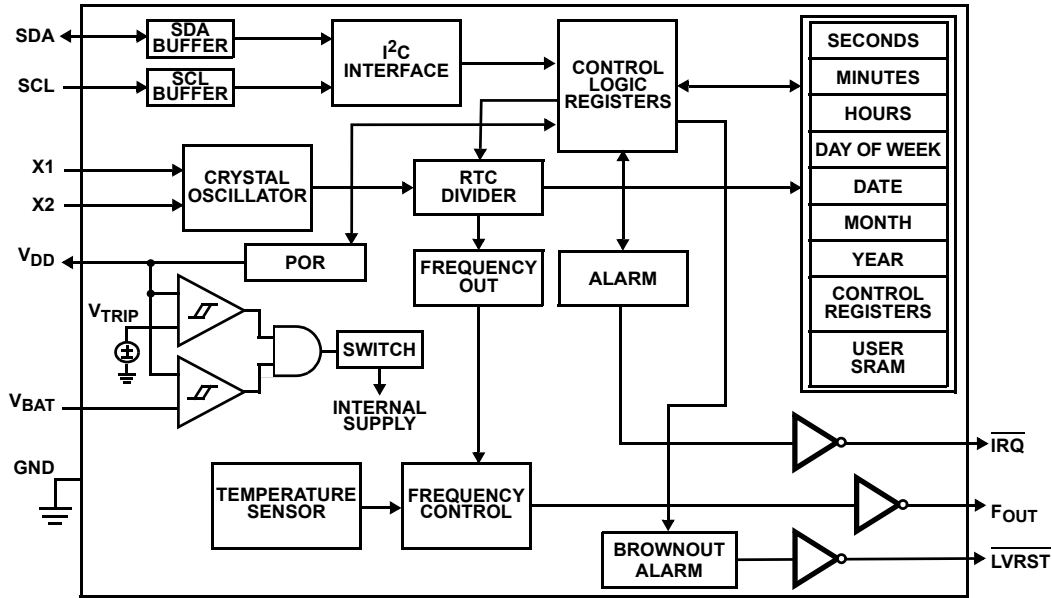 SDA
SDA
BUFFER
SCL
SCL
BUFFER
I²C
INTERFACE
CONTROL
LOGIC
REGISTERS
SECONDS
MINUTES
HOURS
DAY OF WEEK
DATE
MONTH
YEAR
CONTROL
REGISTERS
USER
SRAM
X1
X2
CRYSTAL
OSCILLATOR
RTC
DIVIDER
VDD
POR
FREQUENCY
OUT
ALARM
VTRIP
SWITCH
INTERNAL
SUPPLY
VBAT
GND
TEMPERATURE
SENSOR
FREQUENCY
CONTROL
BROWNOUT
ALARM
IRQ
FOUT
LVRST